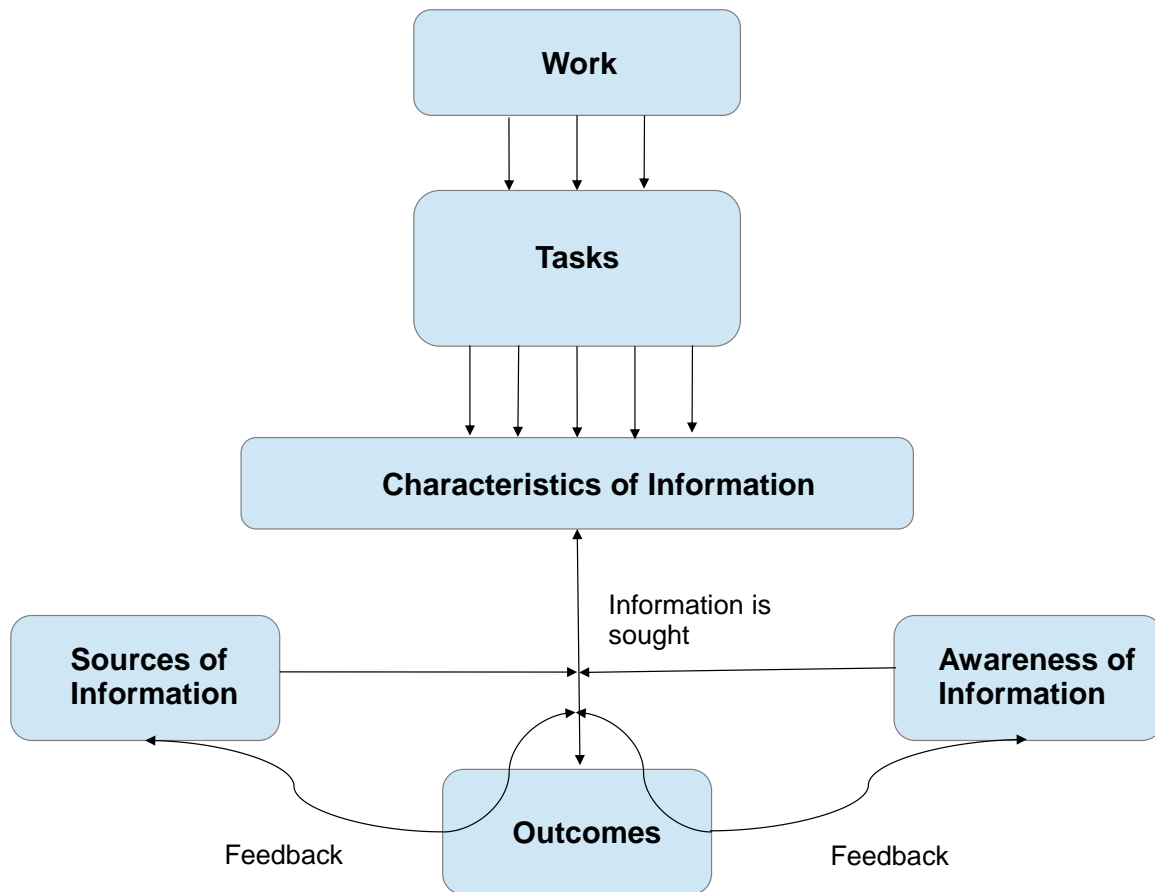 Work
Tasks
Characteristics of Information
Information is
sought
Sources of
Information
Awareness of
Information
Outcomes
Feedback
Feedback